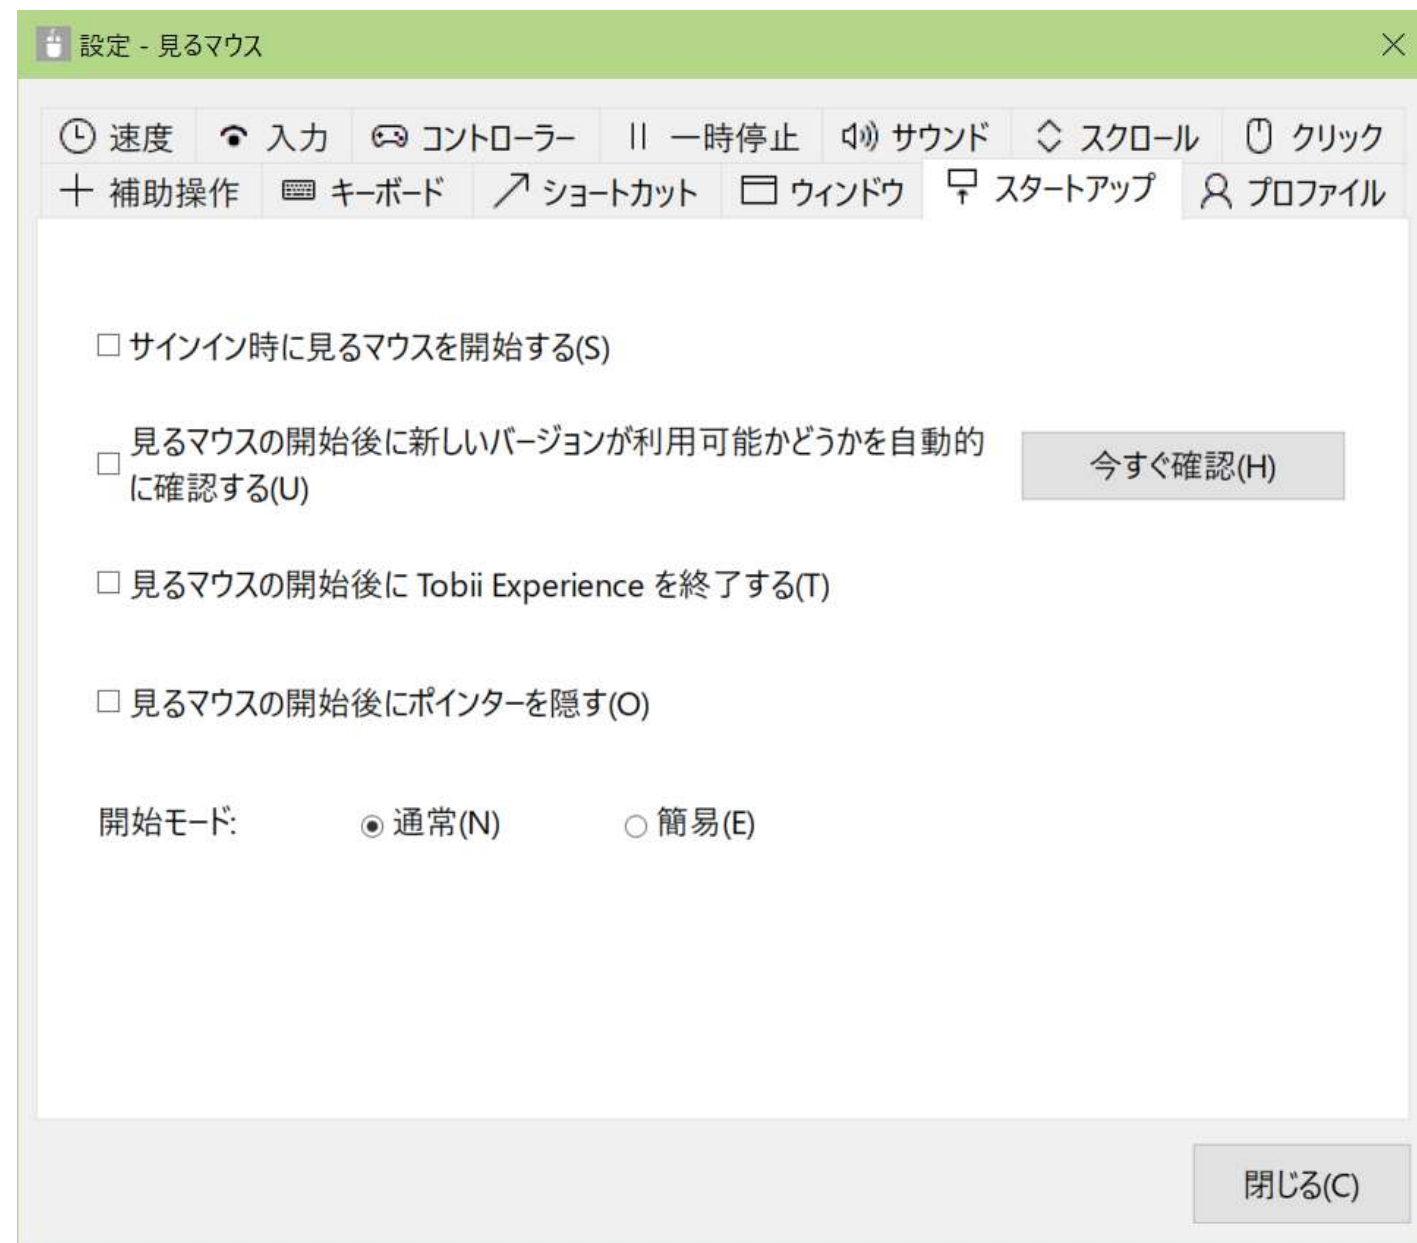 設定 - 見るマウス
速度 入力 コントローラー 一時停止 サウンド スクロール クリック
補助操作 キーボード ショートカット ウィンドウ スタートアップ プロファイル
サインイン時に見るマウスを開始する(S)
見るマウスの開始後に新しいバージョンが利用可能かどうかを自動的
に確認する(U)
今すぐ確認(H)
見るマウスの開始後に Tobii Experience を終了する(T)
見るマウスの開始後にポインターを隠す(O)
開始モード: 通常(N) 簡易(E)
閉じる(C)